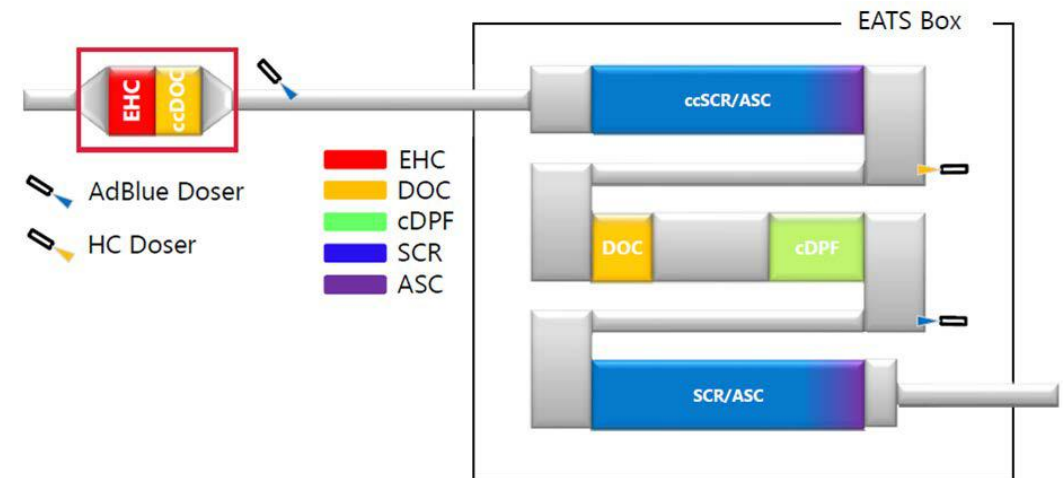 EATS Box
EHC
ccDOC
ccSCR/ASC
AdBlue Doser
HC Doser
EHC
DOC
cDPF
SCR
ASC
DOC
cDPF
SCR/ASC